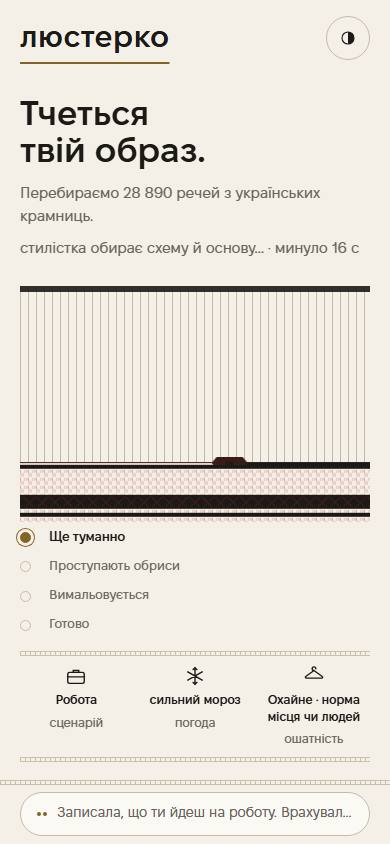 люстерко
Тчеться
твій образ.
Перебираємо 28 890 речей з українських
крамниць.
стилістка обирає схему й основу... · минуло 16 с
Ще туманно
Проступають обриси
Вимальовується
Готово
Робота
сценарій
сильний мороз
погода
Охайне · норма
місця чи людей
ошатність
Записала, що ти йдеш на роботу. Врахувал...